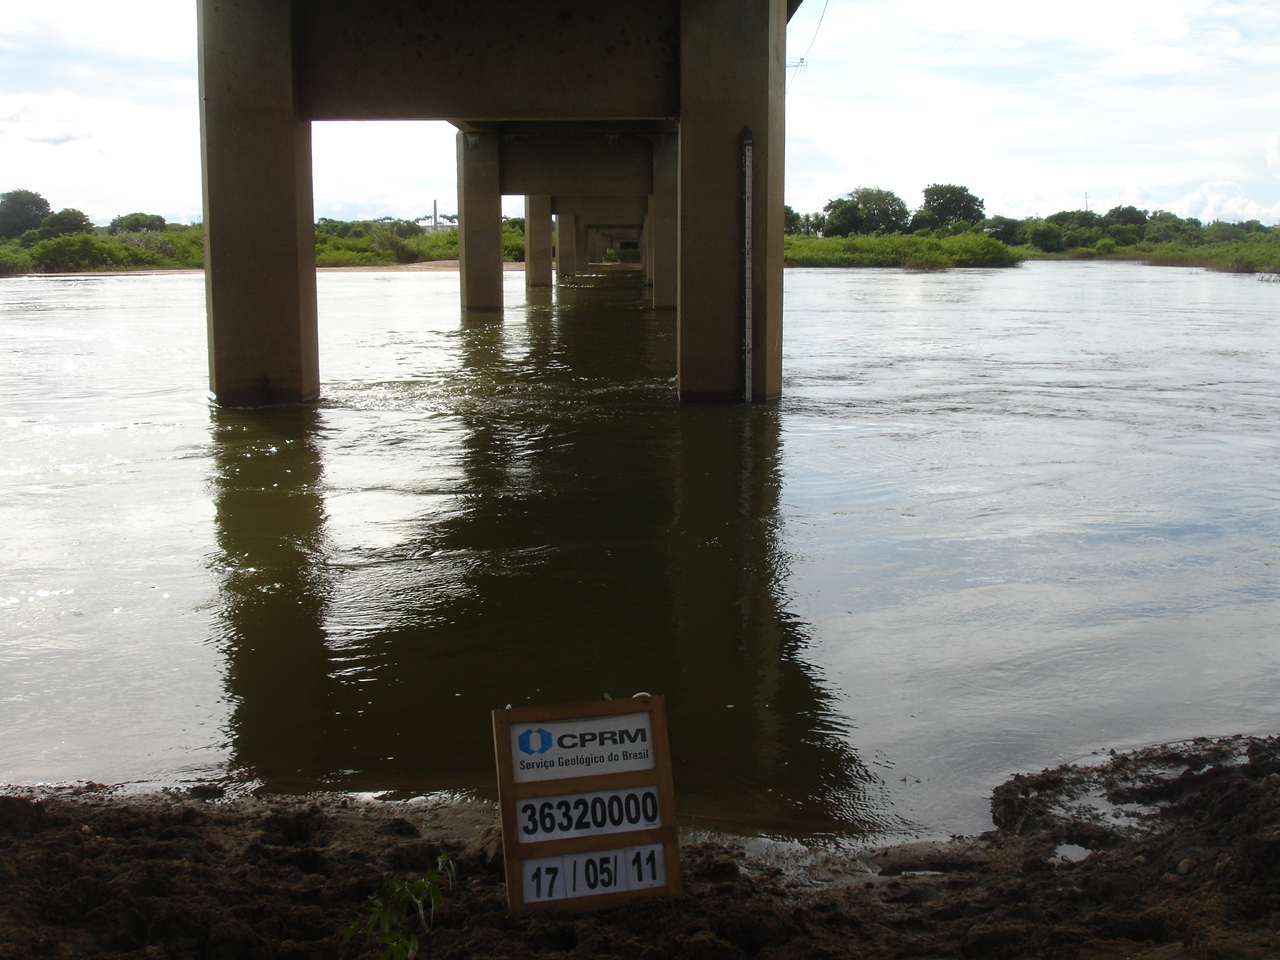 CPRM
Serviço Geológico do Brasil
36320000
17/05/11